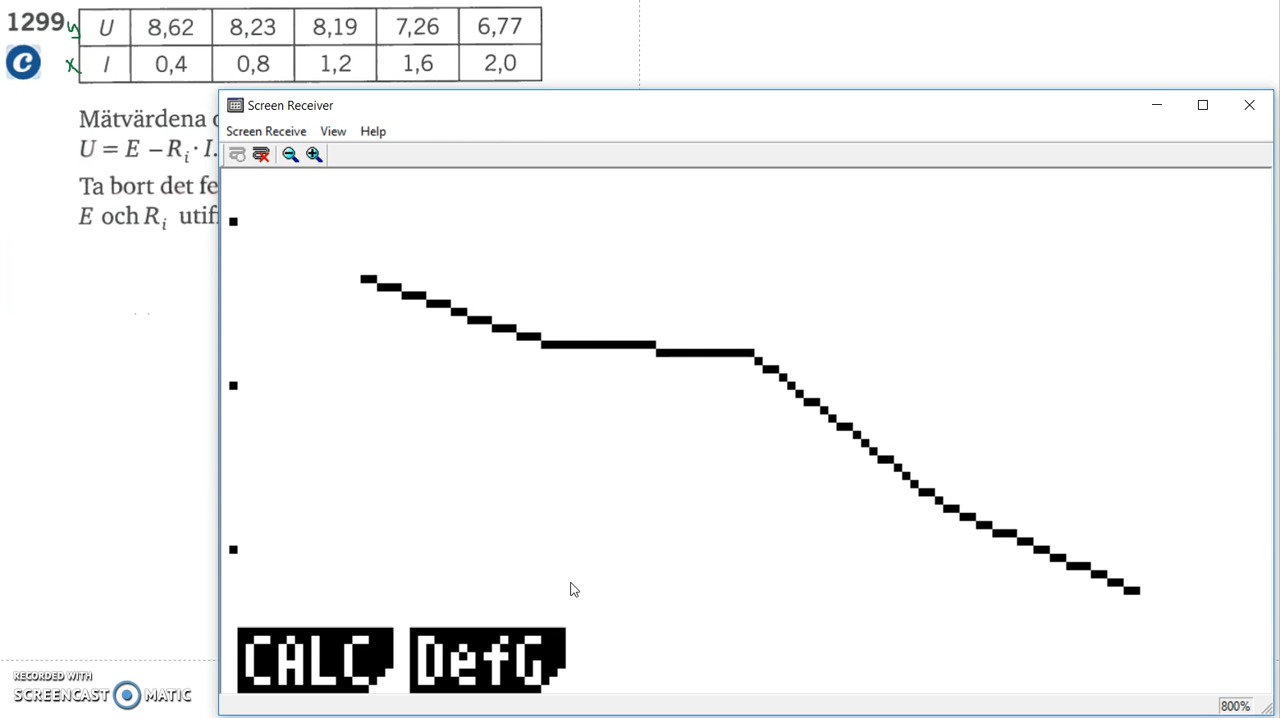 1299
y U 8,62 8,23 8,19 7,26 6,77
C x I 0,4 0,8 1,2 1,6 2,0
Mätvärdena
U = E − Ri · I.
Ta bort det fe
E och Ri utif
Screen Receiver
Screen Receive View Help
CALC DefG
800%
RECORDED WITH
SCREENCAST MATIC